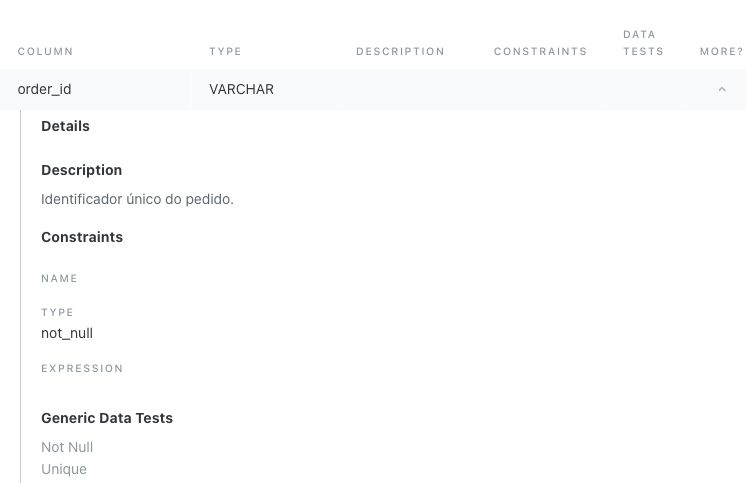 COLUMN TYPE DESCRIPTION CONSTRAINTS DATA TESTS MORE?
order_id VARCHAR
Details
Description
Identificador único do pedido.
Constraints
NAME
TYPE
not_null
EXPRESSION
Generic Data Tests
Not Null
Unique